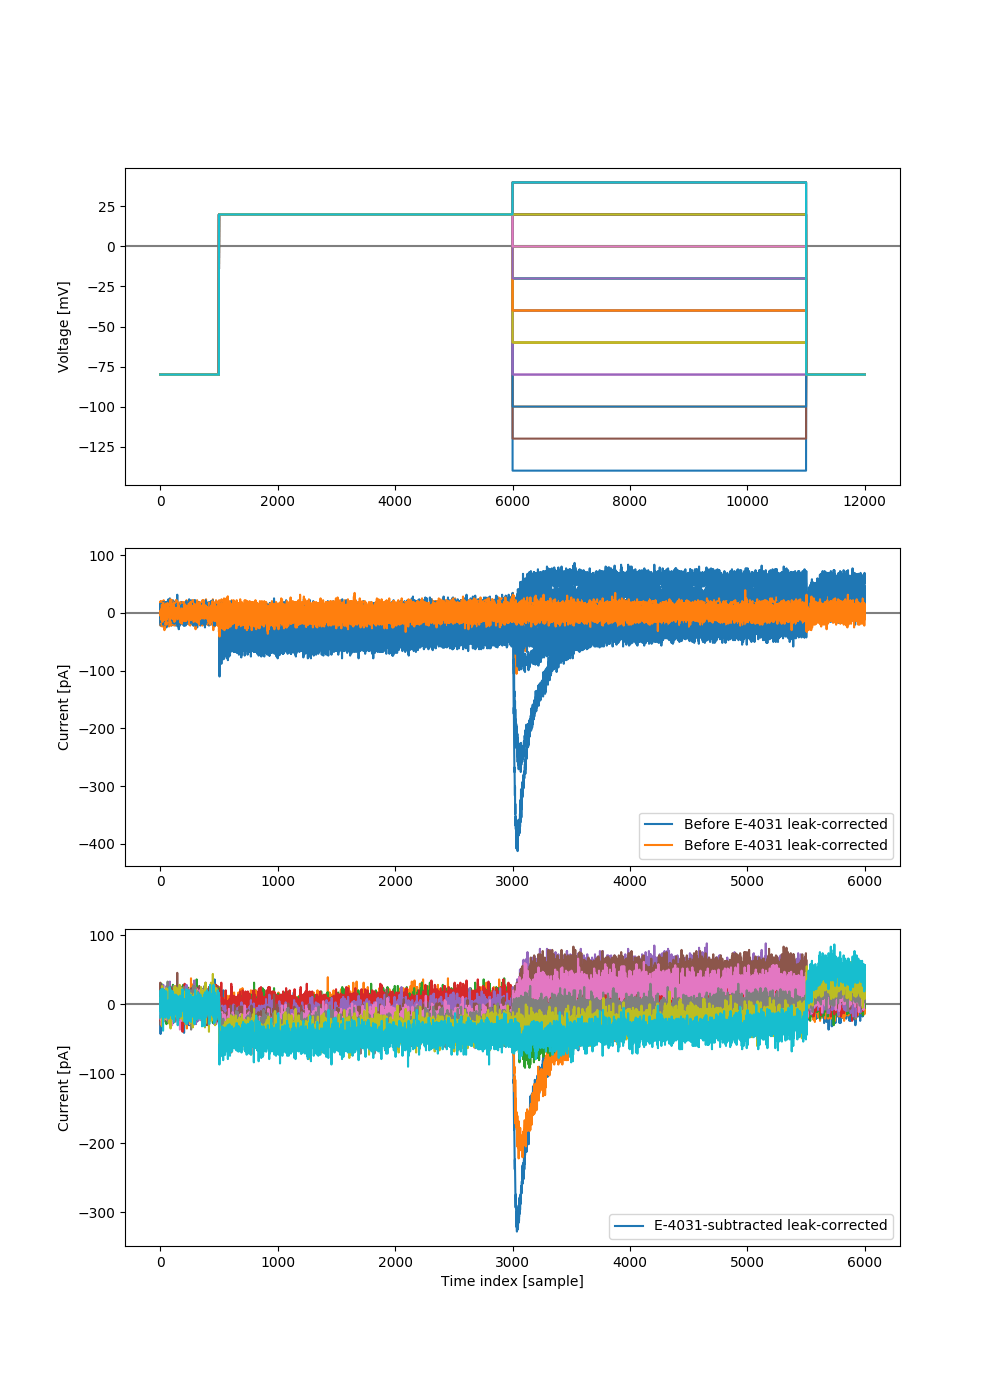 25
0
−25
−50
−75
−100
−125
Voltage [mV]
0 2000 4000 6000 8000 10000 12000
100
0
−100
−200
−300
−400
Current [pA]
Before E-4031 leak-corrected
Before E-4031 leak-corrected
0 1000 2000 3000 4000 5000 6000
100
0
−100
−200
−300
Current [pA]
E-4031-subtracted leak-corrected
0 1000 2000 3000 4000 5000 6000
Time index [sample]